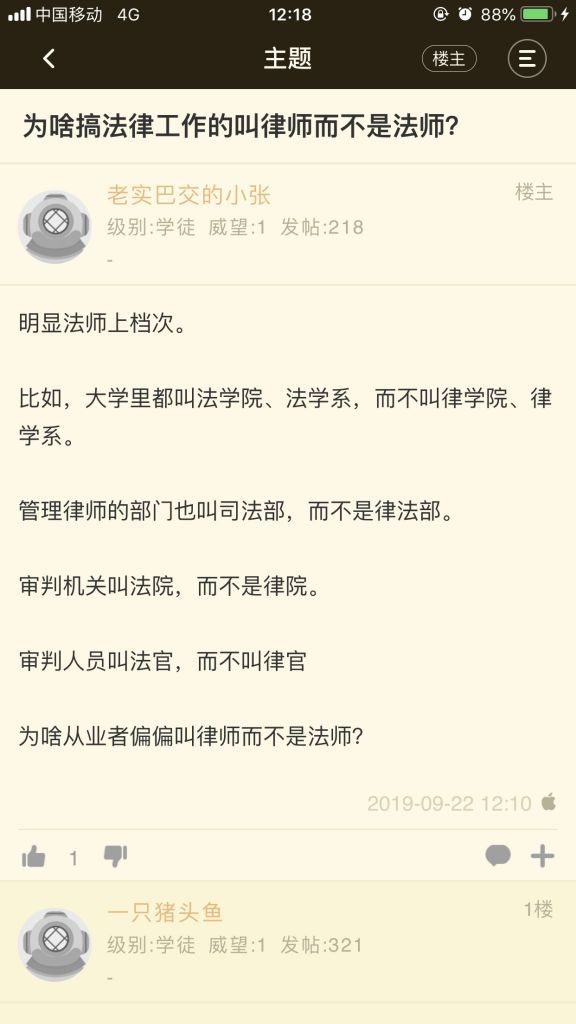 中国移动 4G 12:18 88%
主题 楼主
为啥搞法律工作的叫律师而不是法师?
老实巴交的小张 楼主
级别:学徒 威望:1 发帖:218
-
明显法师上档次。
比如，大学里都叫法学院、法学系，而不叫律学院、律
学系。
管理律师的部门也叫司法部，而不是律法部。
审判机关叫法院，而不是律院。
审判人员叫法官，而不叫律官
为啥从业者偏偏叫律师而不是法师?
2019-09-22 12:10
1
一只猪头鱼 1楼
级别:学徒 威望:1 发帖:321
-